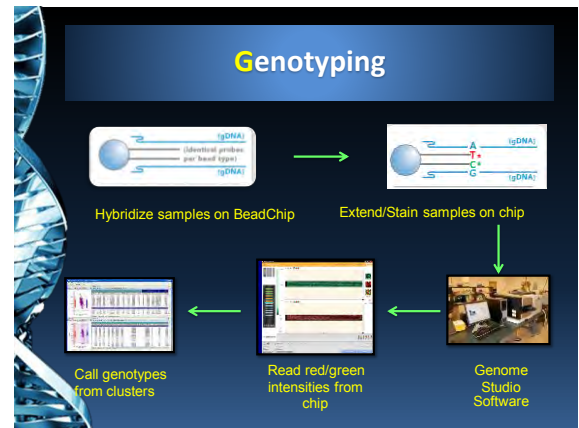 Genotyping
(gDNA)
(identical probes
per bead type)
(gDNA)
A
(gDNA)
T*
C*
G
(gDNA)
Hybridize samples on BeadChip
Extend/Stain samples on chip
Call genotypes
from clusters
Read red/green
intensities from
chip
Genome
Studio
Software